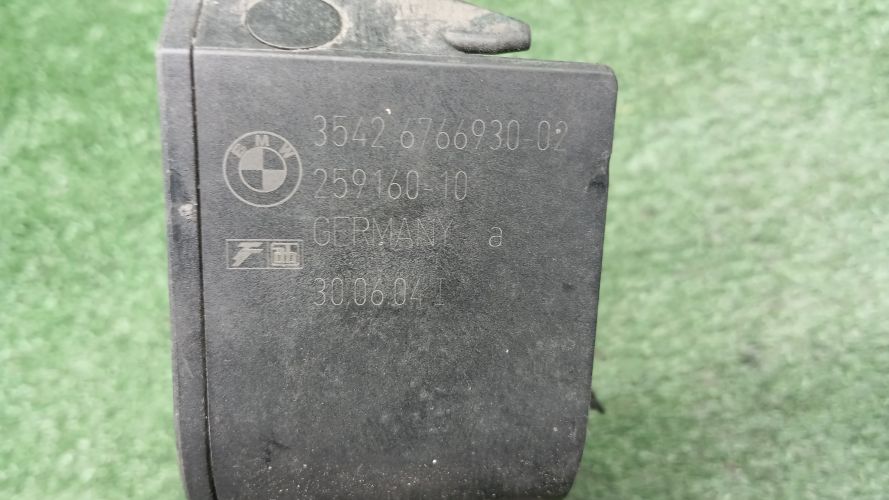 BMW
3542 6766930-02
259160-10
GERMANY a
30.06.04 I